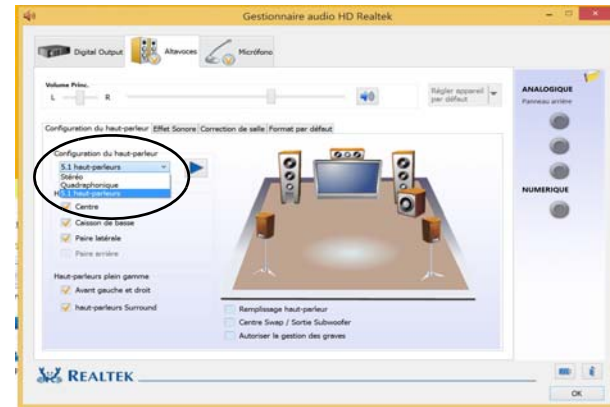 Gestionnaire audio HD Realtek
Digital Output
Altavoces
Micrófono
Volume Princ.
L
R
Régler appareil
par défaut
ANALOGIQUE
Panneau arrière
NUMERIQUE
Configuration du haut-parleur
Effet Sonore
Correction de salle
Format par défaut
Configuration du haut-parleur
5.1 haut-parleurs
Stéréo
Quadraphonique
5.1 haut-parleurs
H
Centre
Caisson de basse
Paire latérale
Paire arrière
Haut-parleurs plein gamme
Avant gauche et droit
haut-parleurs Surround
Remplissage haut-parleur
Centre Swap / Sortie Subwoofer
Autoriser la gestion des graves
REALTEK
OK